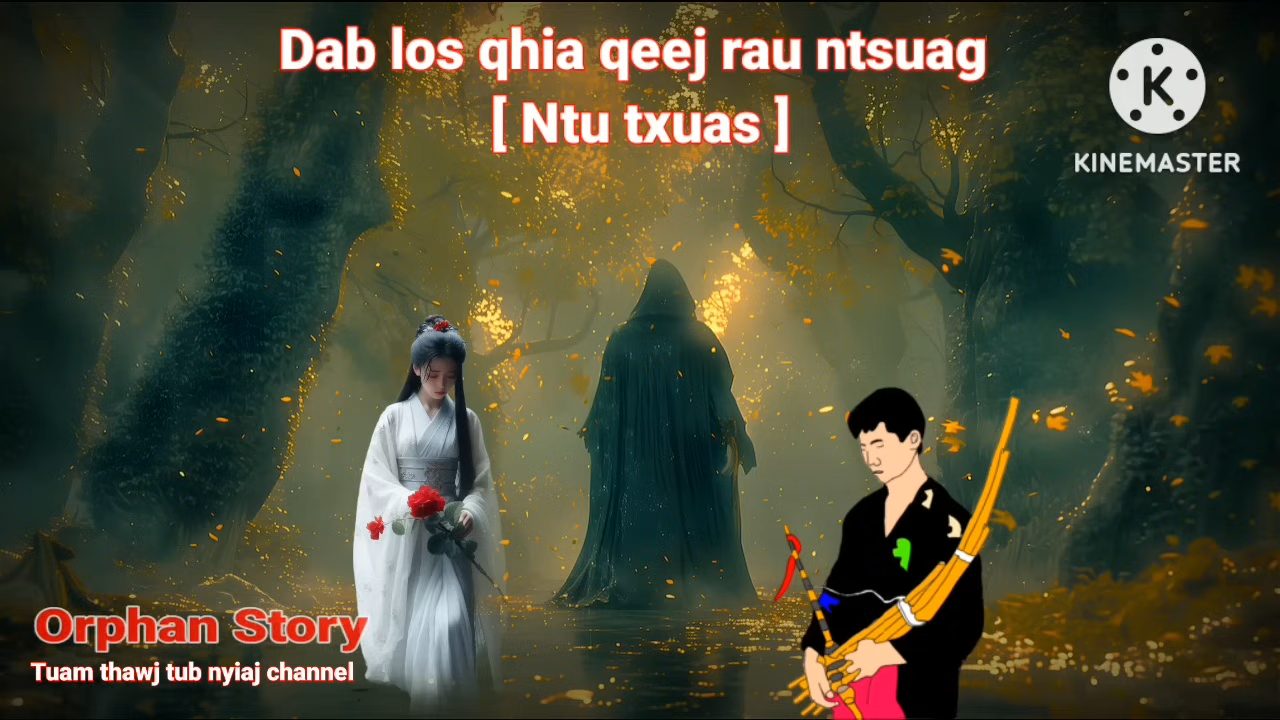 Dab los qhia qeej rau ntsuag
[ Ntu txuas ]
K
KINEMASTER
Orphan Story
Tuam thawj tub nyiaj channel